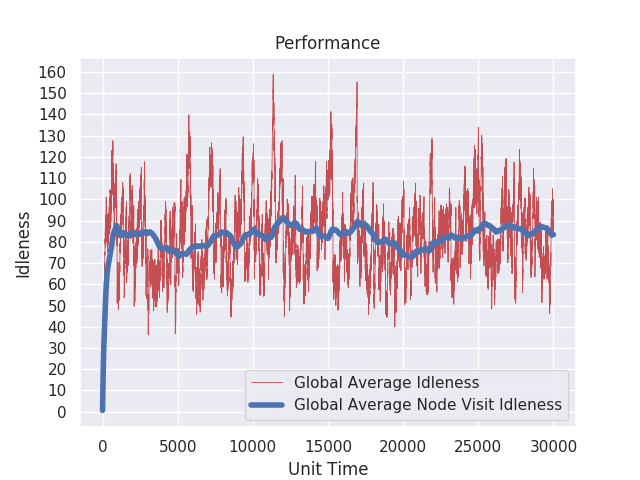 Performance
160
150
140
130
120
110
100
90
80
70
60
50
40
30
20
10
0
Idleness
Global Average Idleness
Global Average Node Visit Idleness
0 5000 10000 15000 20000 25000 30000
Unit Time